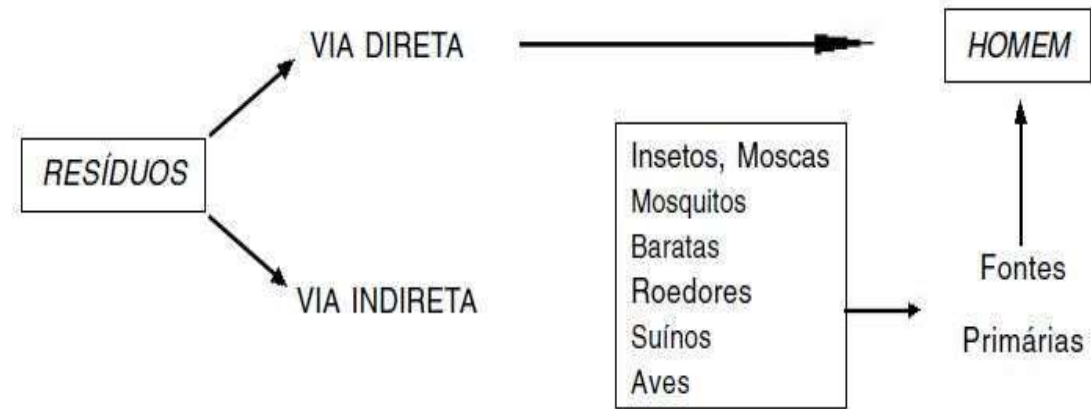 VIA DIRETA
HOMEM
RESÍDUOS
VIA INDIRETA
Insetos, Moscas
Mosquitos
Baratas
Roedores
Suínos
Aves
Fontes
Primárias